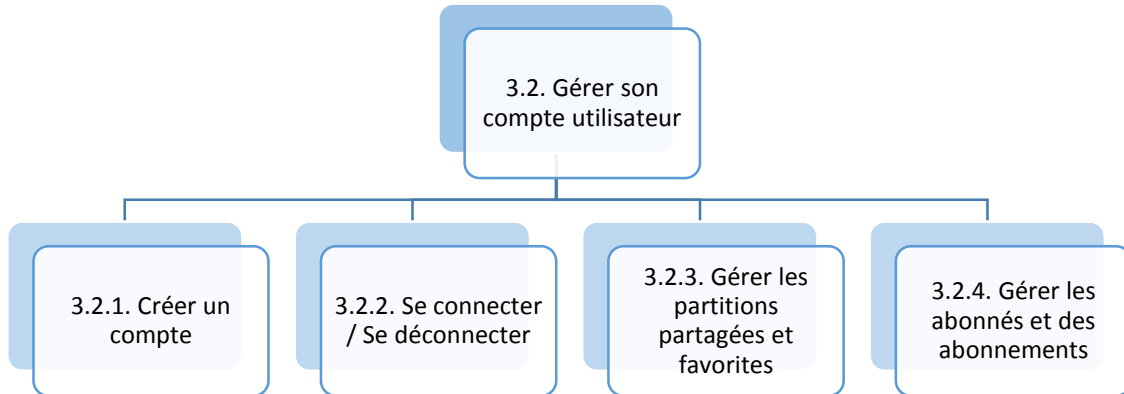 3.2. Gérer son
compte utilisateur
3.2.1. Créer un
compte
3.2.2. Se connecter
/ Se déconnecter
3.2.3. Gérer les
partitions
partagées et
favorites
3.2.4. Gérer les
abonnés et des
abonnements